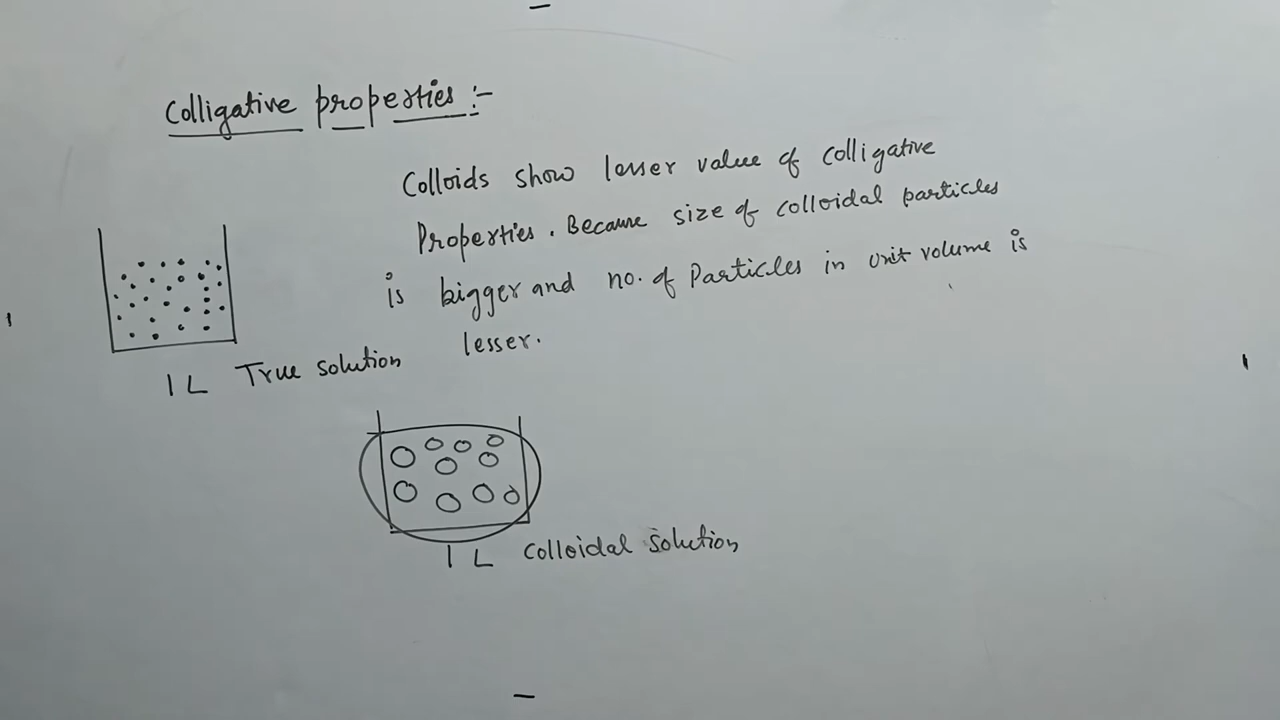 Colligative properties :-
Colloids show lesser value of colligative
Properties. Because size of colloidal particles
is bigger and no. of Particles in unit volume is
lesser.
1 L True solution
1 L Colloidal solution